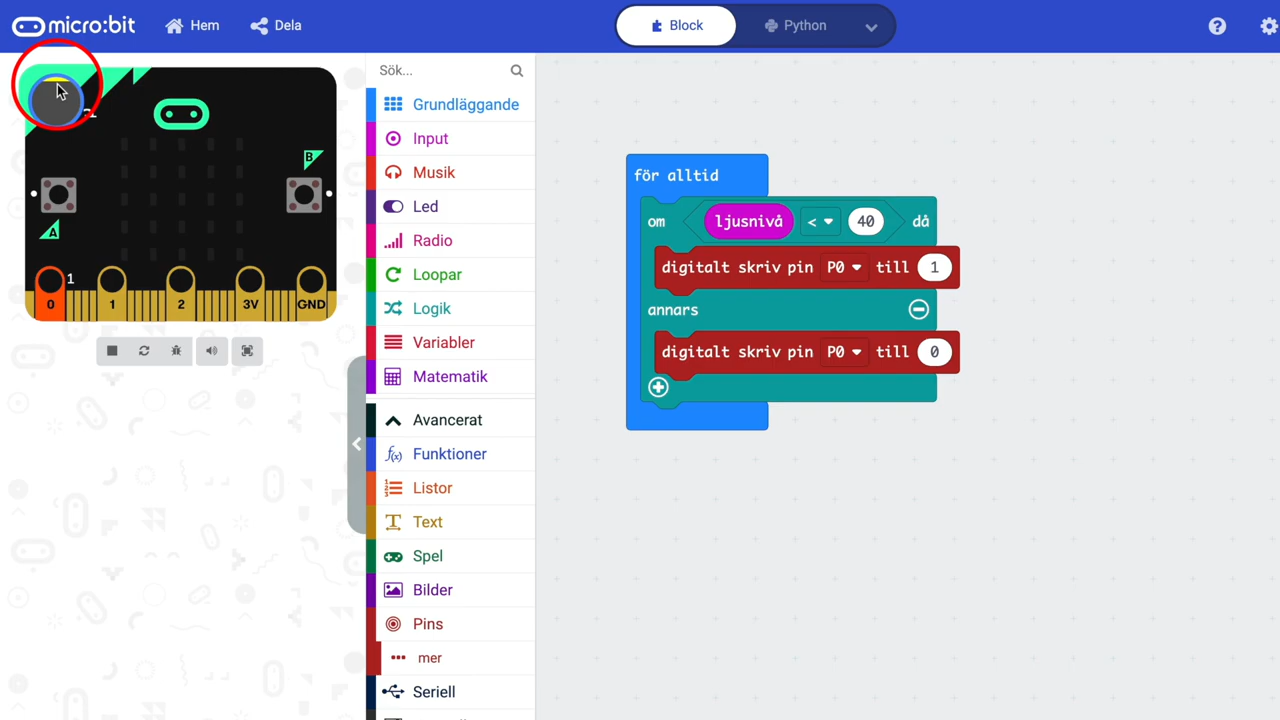 micro:bit
Hem
Dela
Block
Python
?
Sök...
Grundläggande
Input
Musik
Led
Radio
Loopar
Logik
Variabler
Matematik
Avancerat
Funktioner
Listor
Text
Spel
Bilder
Pins
mer
Seriell
B
A
1
0 1 2 3V GND
för alltid
om ljusnivå < 40 då
digitalt skriv pin P0 till 1
annars
digitalt skriv pin P0 till 0